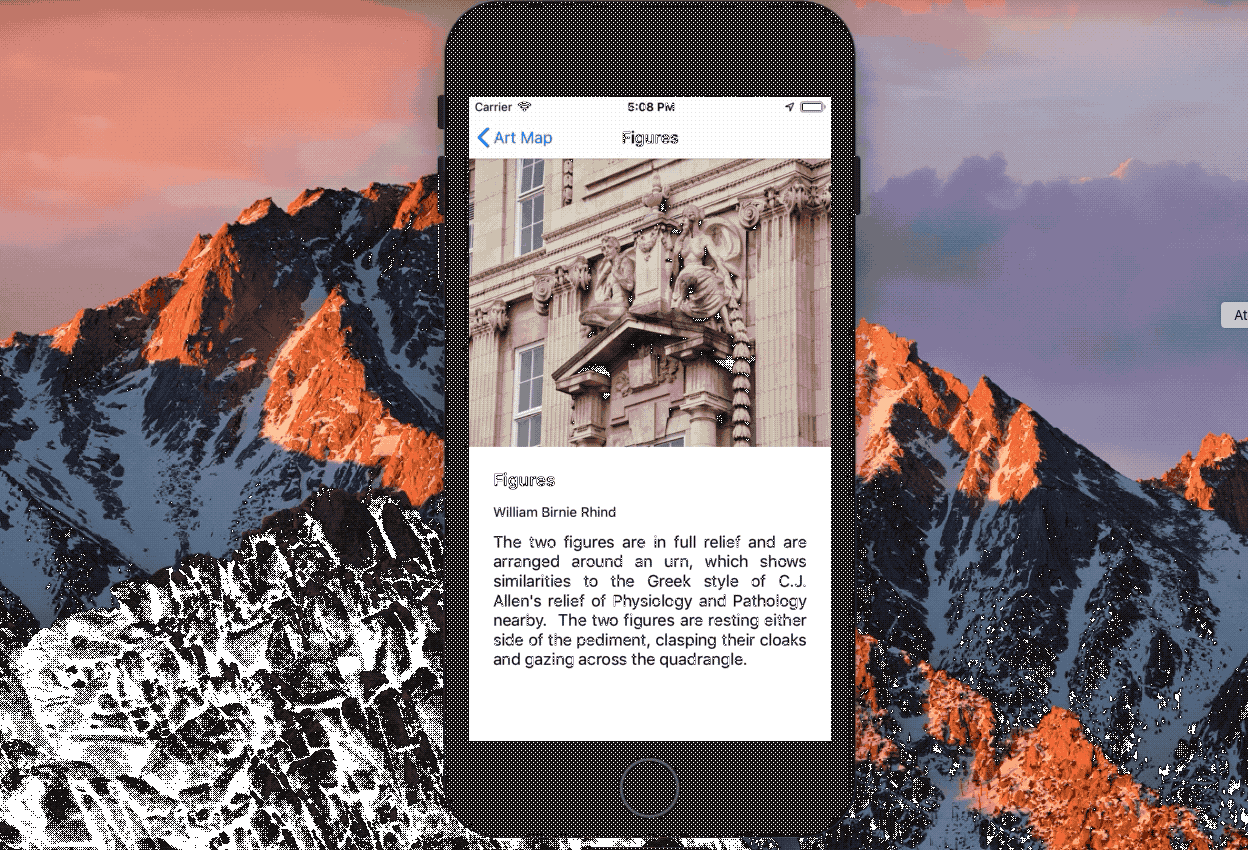 Carrier 5:08 PM
Art Map Figures
At
Figures
William Birnie Rhind
The two figures are in full relief and are
arranged around an urn, which shows
similarities to the Greek style of C.J.
Allen's relief of Physiology and Pathology
nearby.  The two figures are resting either
side of the pediment, clasping their cloaks
and gazing across the quadrangle.